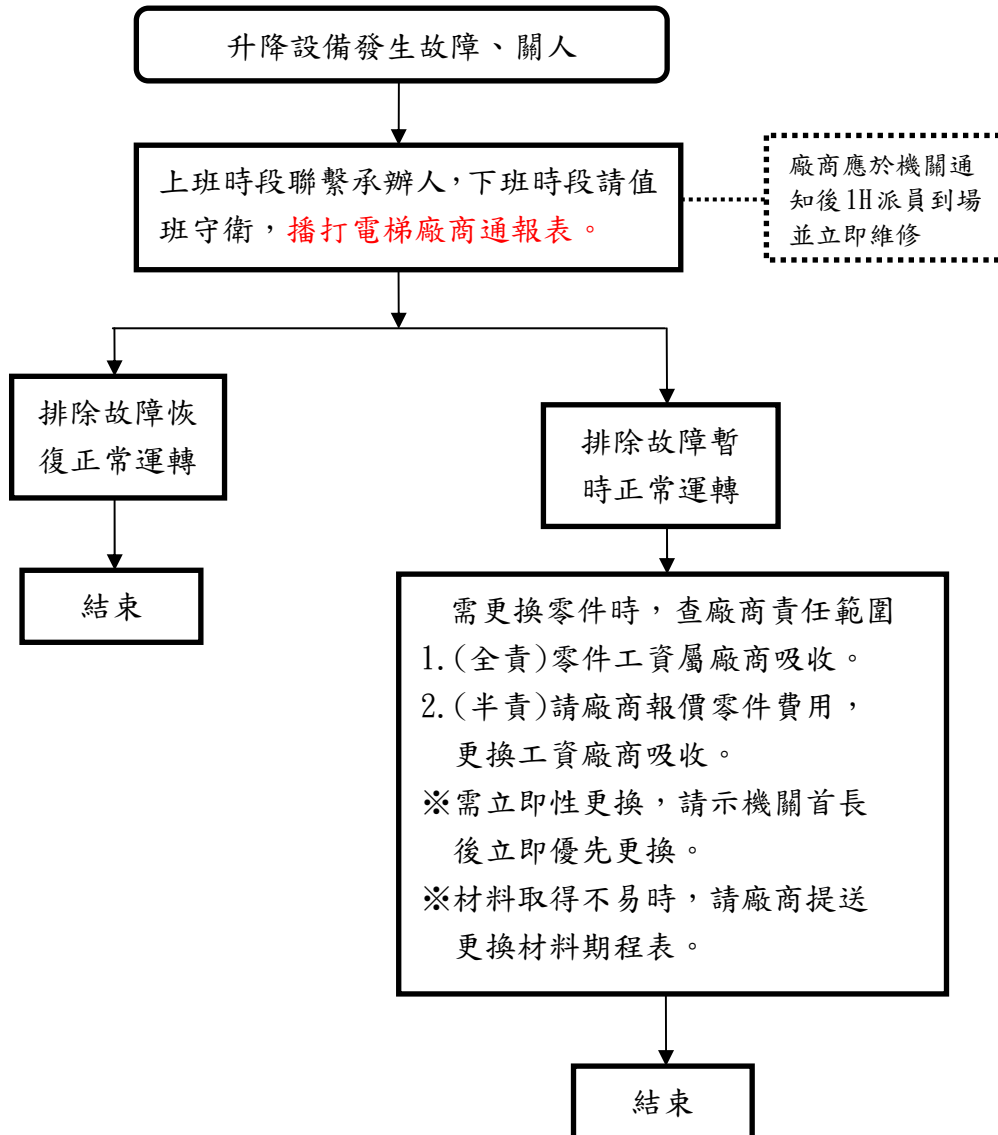 升降設備發生故障、關人
上班時段聯繫承辦人,下班時段請值
班守衛，播打電梯廠商通報表。
廠商應於機關通
知後1H派員到場
並立即維修
排除故障恢
復正常運轉
結束
排除故障暫
時正常運轉
需更換零件時，查廠商責任範圍
1.(全責)零件工資屬廠商吸收。
2.(半責)請廠商報價零件費用，
更換工資廠商吸收。
※需立即性更換，請示機關首長
後立即優先更換。
※材料取得不易時，請廠商提送
更換材料期程表。
結束